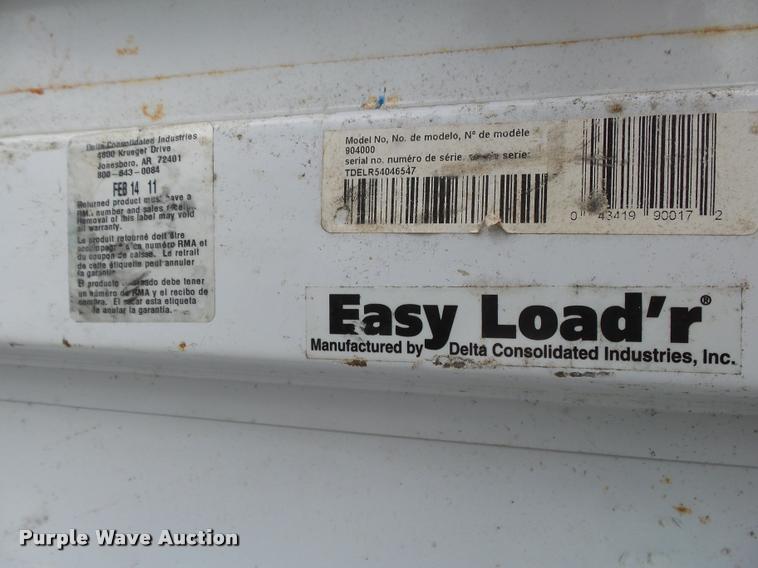 Delta Consolidated Industries
4800 Krueger Drive
Jonesboro, AR 72401
800-643-0084
FEB 14 11
Returned product must have a
number and sales
Removal of this label may void
warranty.
Le produit retourné doit être
ce numéro RMA et
du coupon de caisse. Le retrait
de cette étiquette peut annuler
la garantie.
El producto debe tener
un número de RMA y el recibo de
compra. El sacar esta etiqueta
anular la garantía.
Model No, No. de modelo, N° de modèle
904000
serial no. numéro de série. serie:
TDELR54046547
0 43419 90017 2
Easy Load'r®
Manufactured by Delta Consolidated Industries, Inc.
Purple Wave Auction